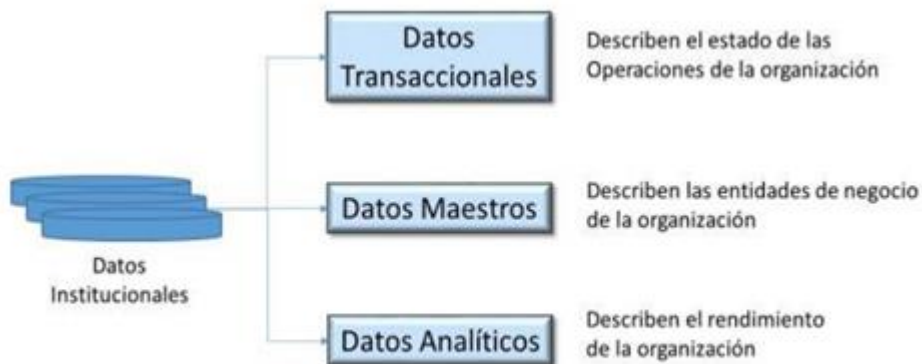 Datos
Transaccionales
Describen el estado de las
Operaciones de la organización
Datos Maestros
Describen las entidades de negocio
de la organización
Datos
Institucionales
Datos Analíticos
Describen el rendimiento
de la organización